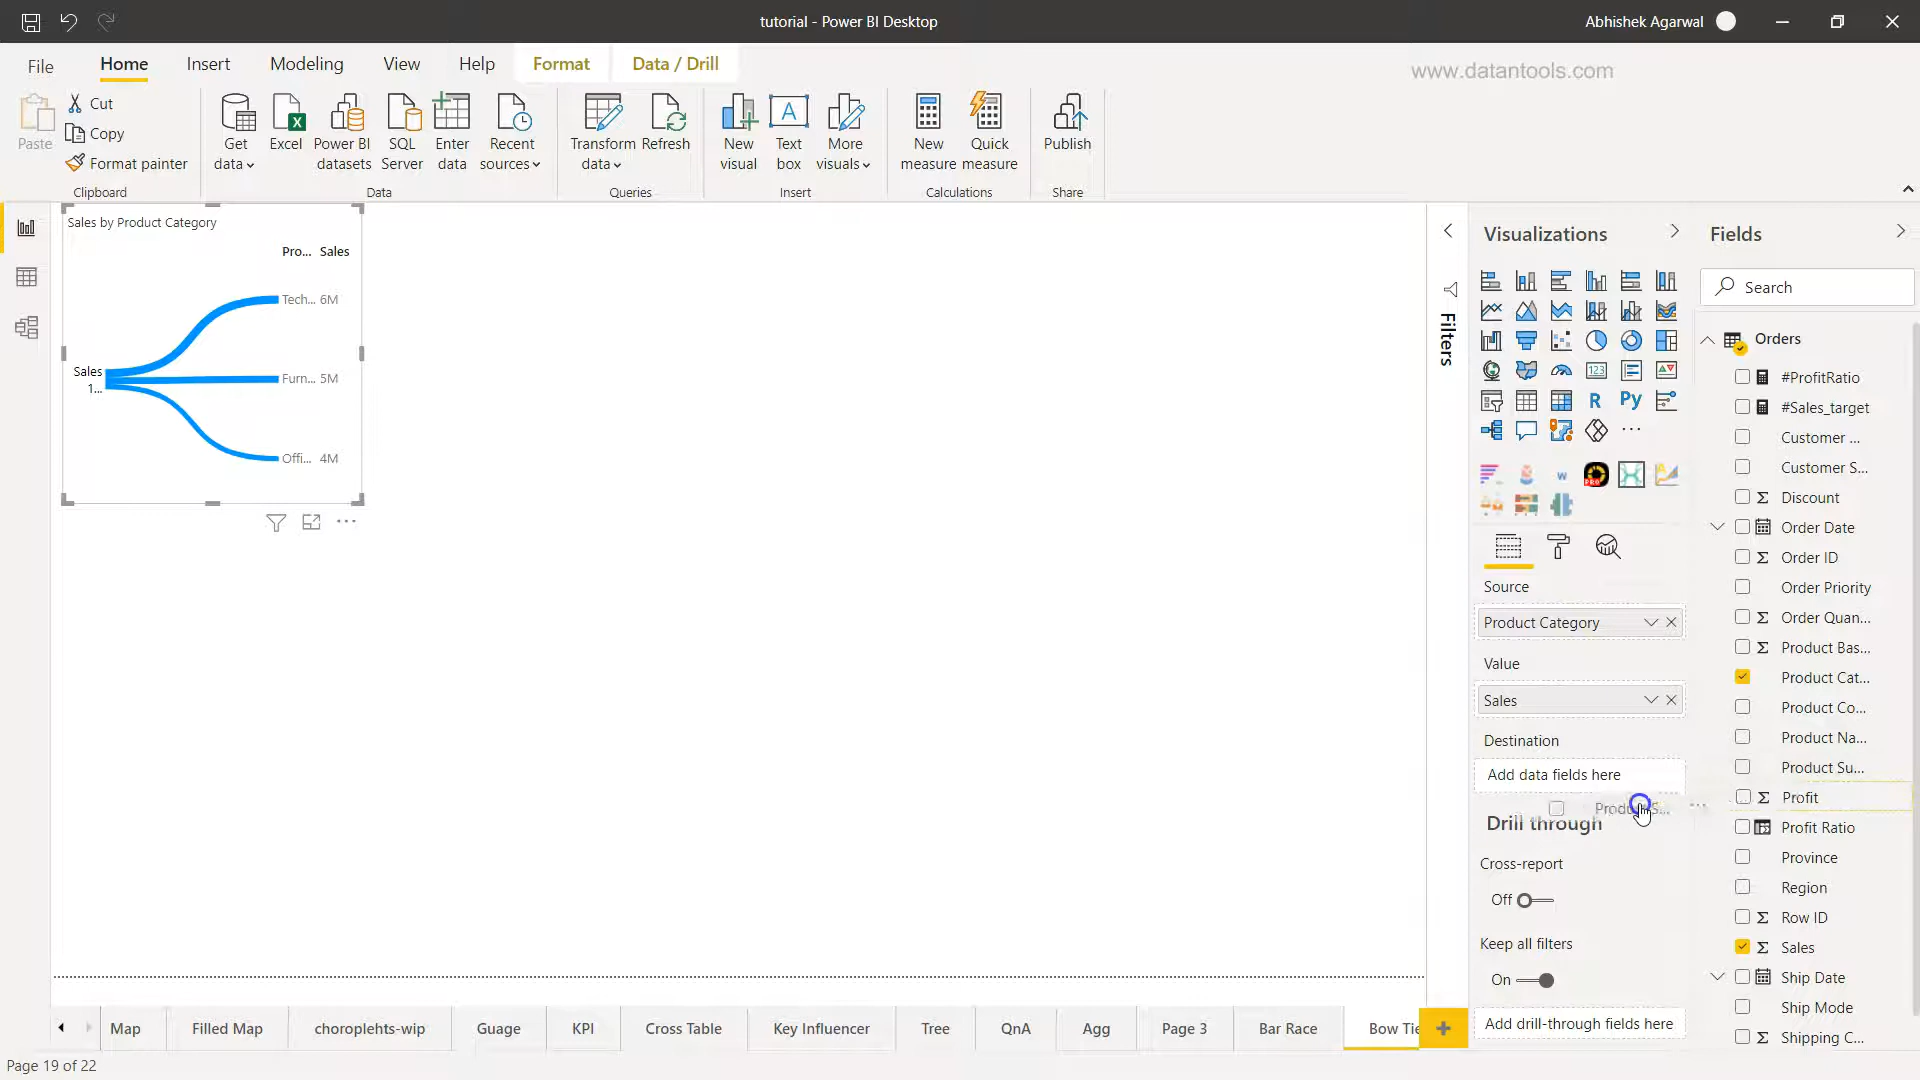 tutorial - Power BI Desktop
Abhishek Agarwal
File
Home
Insert
Modeling
View
Help
Format
Data / Drill
www.datantools.com
Paste
Cut
Copy
Format painter
Clipboard
Get data
Excel
Power BI datasets
SQL Server
Enter data
Recent sources
Data
Transform data
Refresh
Queries
New visual
Text box
More visuals
Insert
New measure
Quick measure
Calculations
Publish
Share
Sales by Product Category
Pro... Sales
Tech... 6M
Sales
1...
Furn... 5M
Offi... 4M
Filters
Visualizations
123
R
Py
...
W
PRO
Source
Product Category
Value
Sales
Destination
Add data fields here
Product S...
Drill through
Cross-report
Off
Keep all filters
On
Add drill-through fields here
Fields
Search
Orders
#ProfitRatio
#Sales_target
Customer ...
Customer S...
Discount
Order Date
Order ID
Order Priority
Order Quan...
Product Bas...
Product Cat...
Product Co...
Product Na...
Product Su...
Profit
Profit Ratio
Province
Region
Row ID
Sales
Ship Date
Ship Mode
Shipping C...
Map
Filled Map
choroplehts-wip
Guage
KPI
Cross Table
Key Influencer
Tree
QnA
Agg
Page 3
Bar Race
Bow Tie
Page 19 of 22